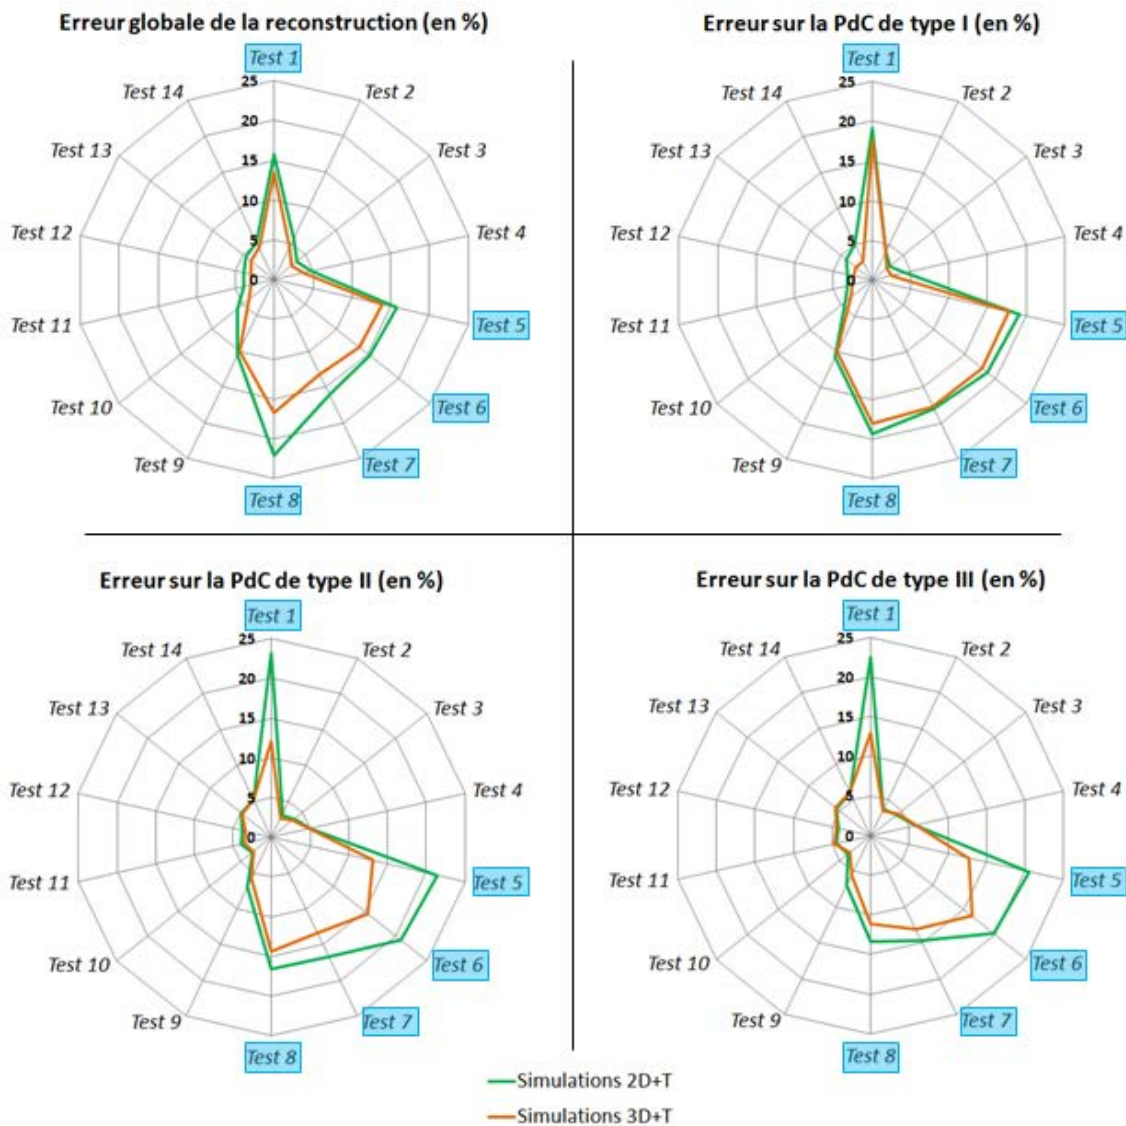 Erreur globale de la reconstruction (en %)
Test 1
Test 2
Test 3
Test 4
Test 5
Test 6
Test 7
Test 8
Test 9
Test 10
Test 11
Test 12
Test 13
Test 14
25
20
15
10
5
0
Erreur sur la PdC de type I (en %)
Test 1
Test 2
Test 3
Test 4
Test 5
Test 6
Test 7
Test 8
Test 9
Test 10
Test 11
Test 12
Test 13
Test 14
25
20
15
10
5
0
Erreur sur la PdC de type II (en %)
Test 1
Test 2
Test 3
Test 4
Test 5
Test 6
Test 7
Test 8
Test 9
Test 10
Test 11
Test 12
Test 13
Test 14
25
20
15
10
5
0
Erreur sur la PdC de type III (en %)
Test 1
Test 2
Test 3
Test 4
Test 5
Test 6
Test 7
Test 8
Test 9
Test 10
Test 11
Test 12
Test 13
Test 14
25
20
15
10
5
0
Simulations 2D+T
Simulations 3D+T